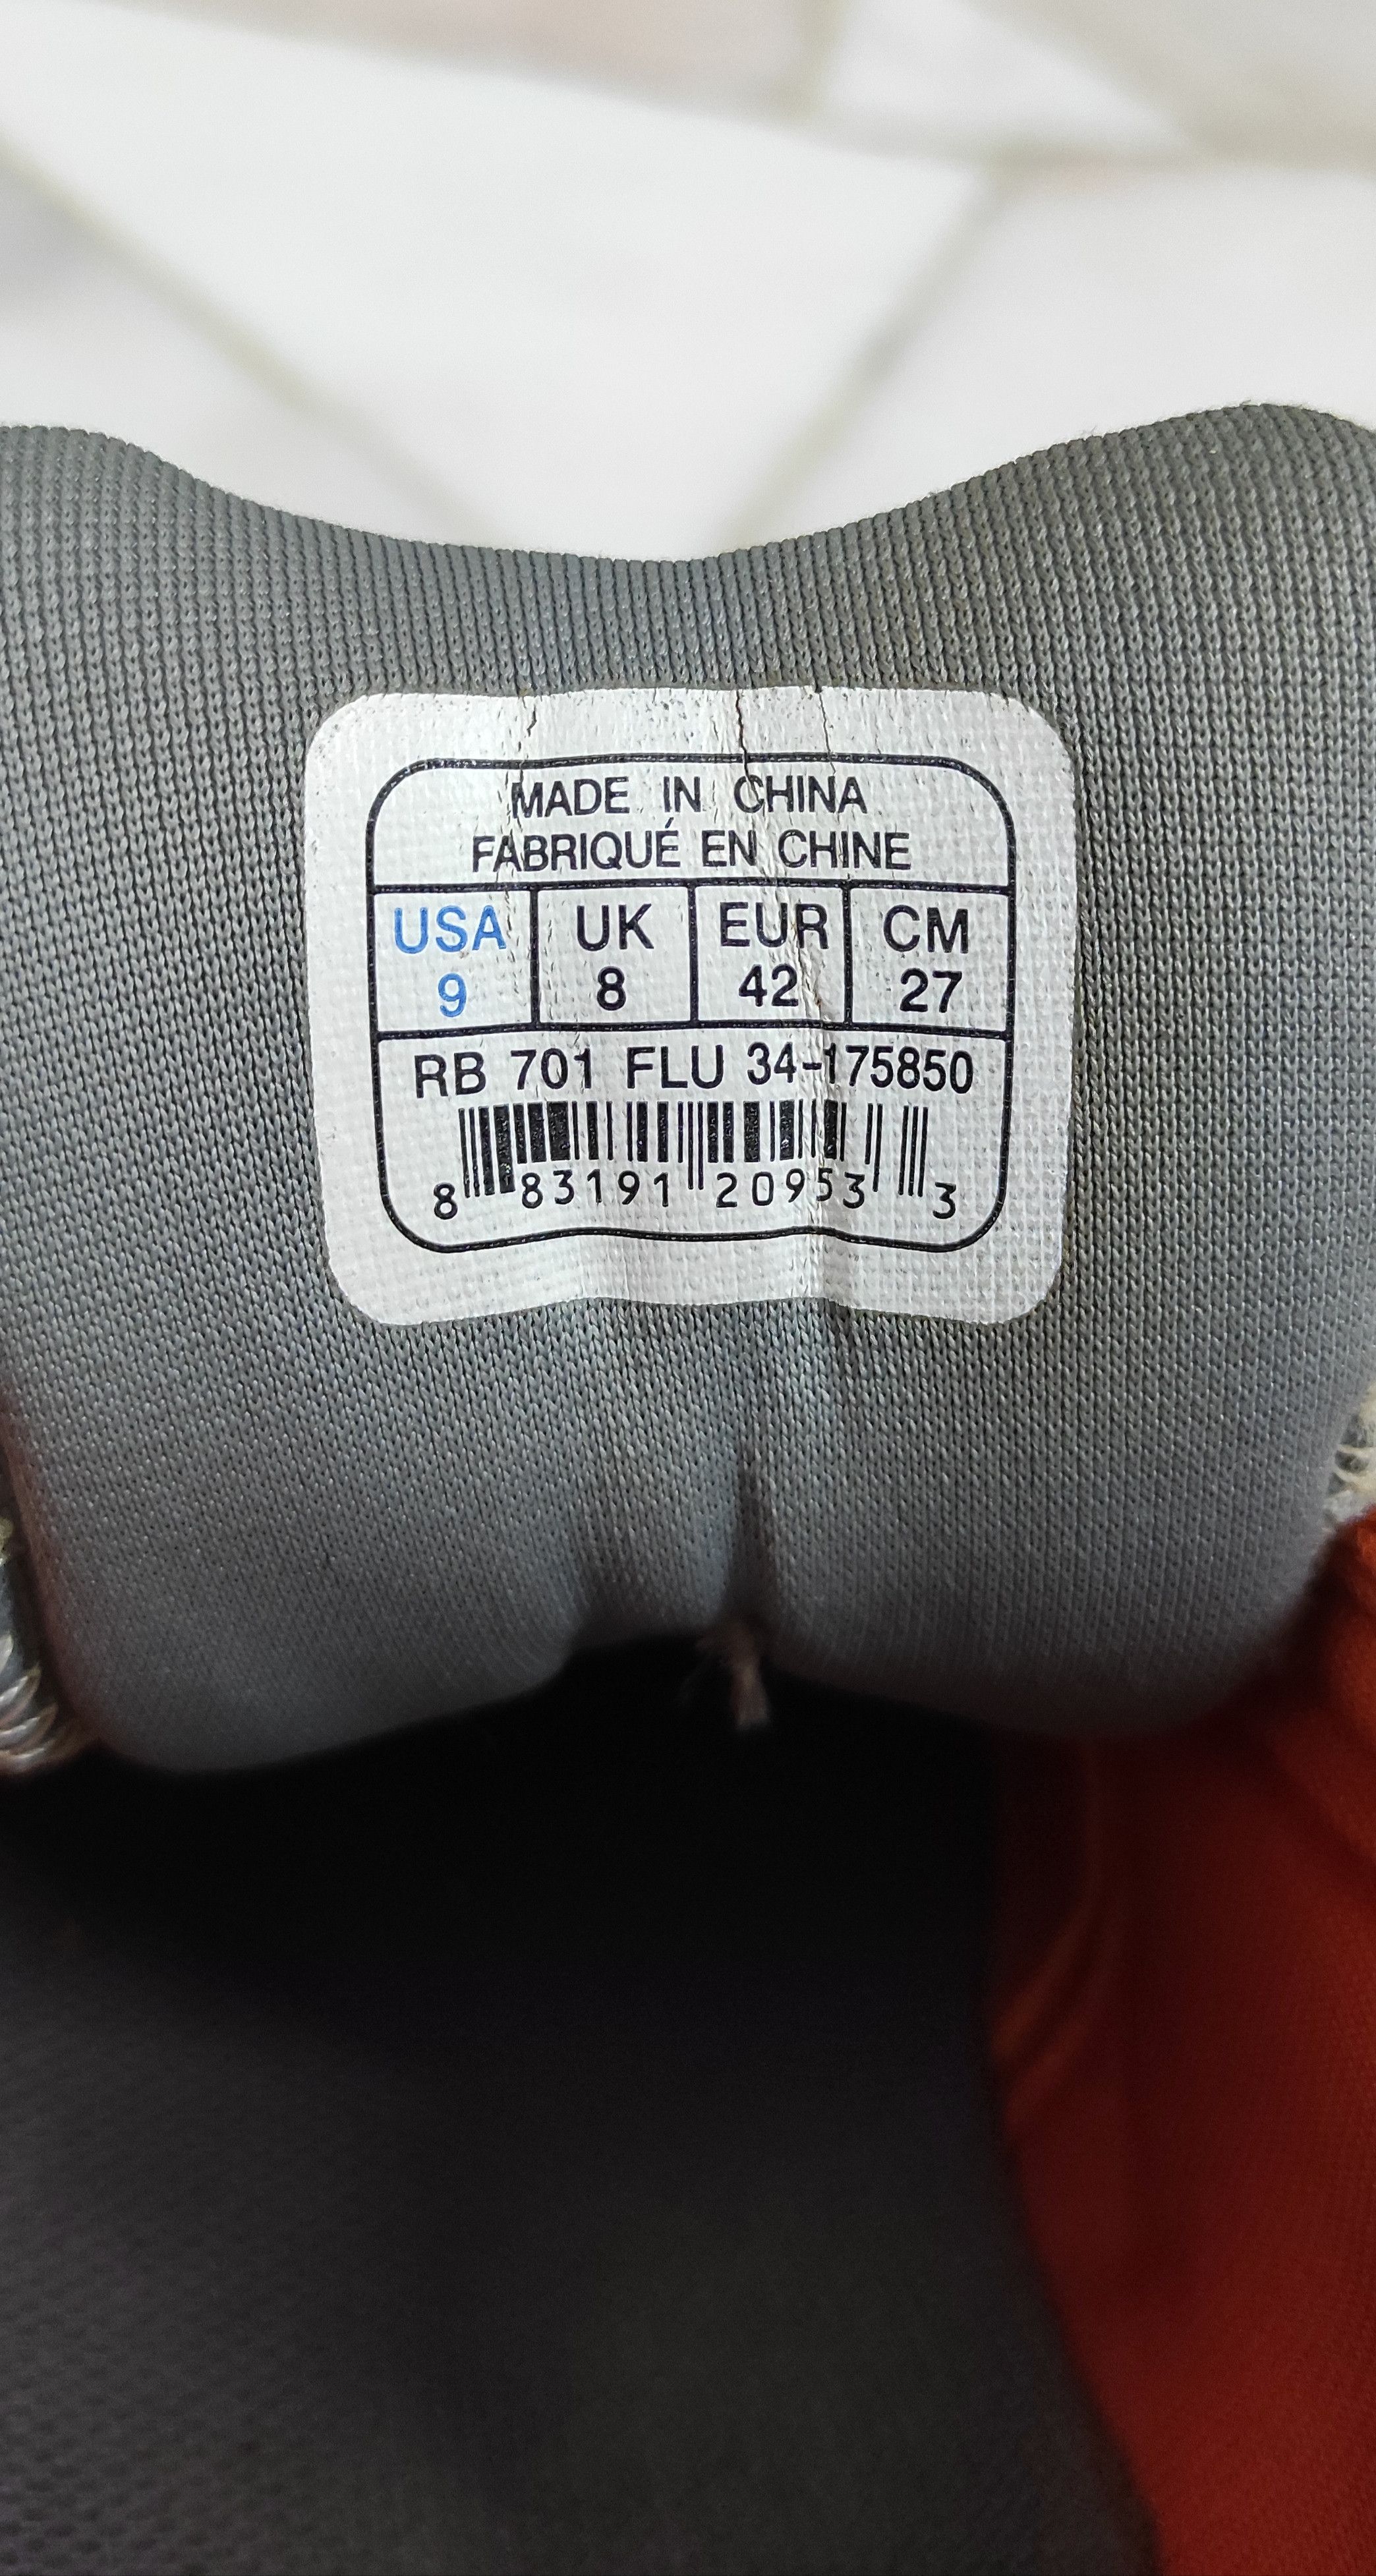 MADE IN CHINA
FABRIQUÉ EN CHINE
USA UK EUR CM
9 8 42 27
RB 701 FLU 34-175850
8 83191 20953 3